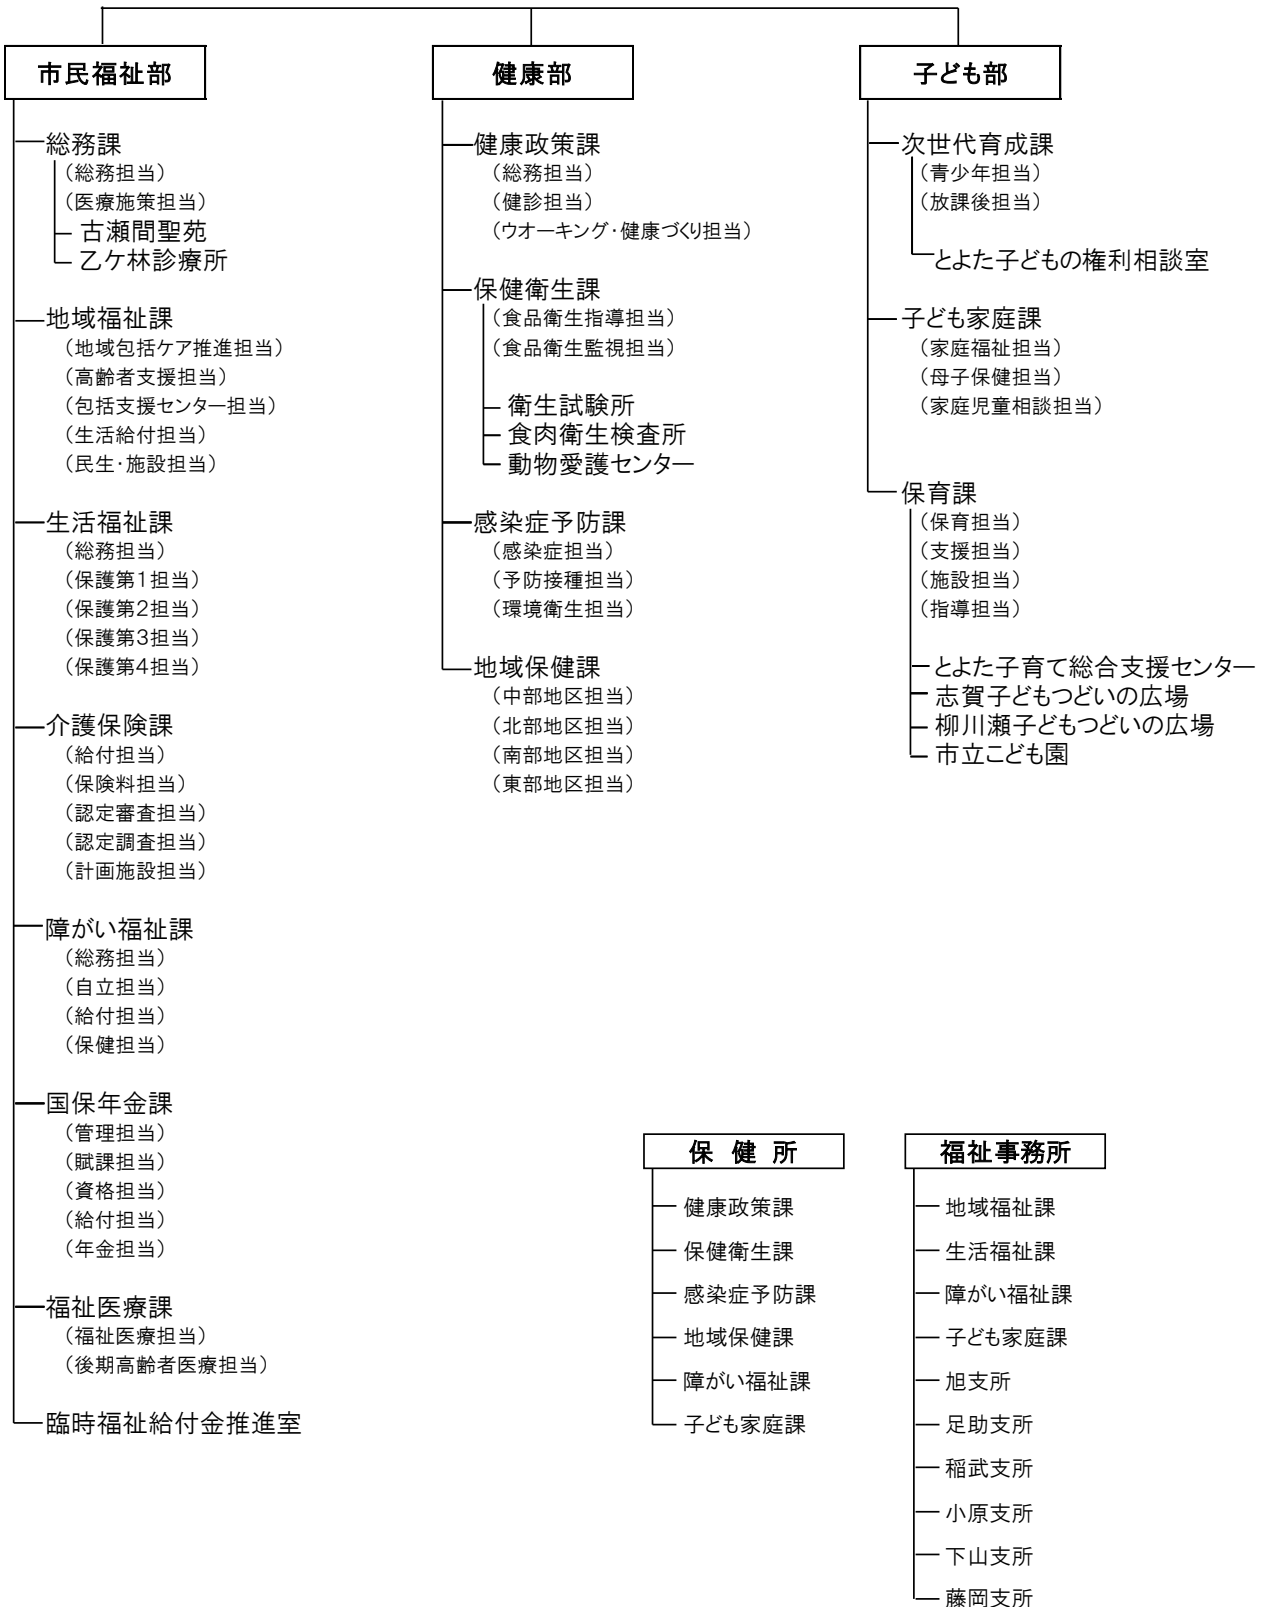 市民福祉部
総務課
（総務担当）
（医療施策担当）
古瀬間聖苑
乙ケ林診療所
地域福祉課
（地域包括ケア推進担当）
（高齢者支援担当）
（包括支援センター担当）
（生活給付担当）
（民生・施設担当）
生活福祉課
（総務担当）
（保護第1担当）
（保護第2担当）
（保護第3担当）
（保護第4担当）
介護保険課
（給付担当）
（保険料担当）
（認定審査担当）
（認定調査担当）
（計画施設担当）
障がい福祉課
（総務担当）
（自立担当）
（給付担当）
（保健担当）
国保年金課
（管理担当）
（賦課担当）
（資格担当）
（給付担当）
（年金担当）
福祉医療課
（福祉医療担当）
（後期高齢者医療担当）
臨時福祉給付金推進室
健康部
健康政策課
（総務担当）
（健診担当）
（ウオーキング・健康づくり担当）
保健衛生課
（食品衛生指導担当）
（食品衛生監視担当）
衛生試験所
食肉衛生検査所
動物愛護センター
感染症予防課
（感染症担当）
（予防接種担当）
（環境衛生担当）
地域保健課
（中部地区担当）
（北部地区担当）
（南部地区担当）
（東部地区担当）
子ども部
次世代育成課
（青少年担当）
（放課後担当）
とよた子どもの権利相談室
子ども家庭課
（家庭福祉担当）
（母子保健担当）
（家庭児童相談担当）
保育課
（保育担当）
（支援担当）
（施設担当）
（指導担当）
とよた子育て総合支援センター
志賀子どもつどいの広場
柳川瀬子どもつどいの広場
市立こども園
保 健 所
健康政策課
保健衛生課
感染症予防課
地域保健課
障がい福祉課
子ども家庭課
福祉事務所
地域福祉課
生活福祉課
障がい福祉課
子ども家庭課
旭支所
足助支所
稲武支所
小原支所
下山支所
藤岡支所